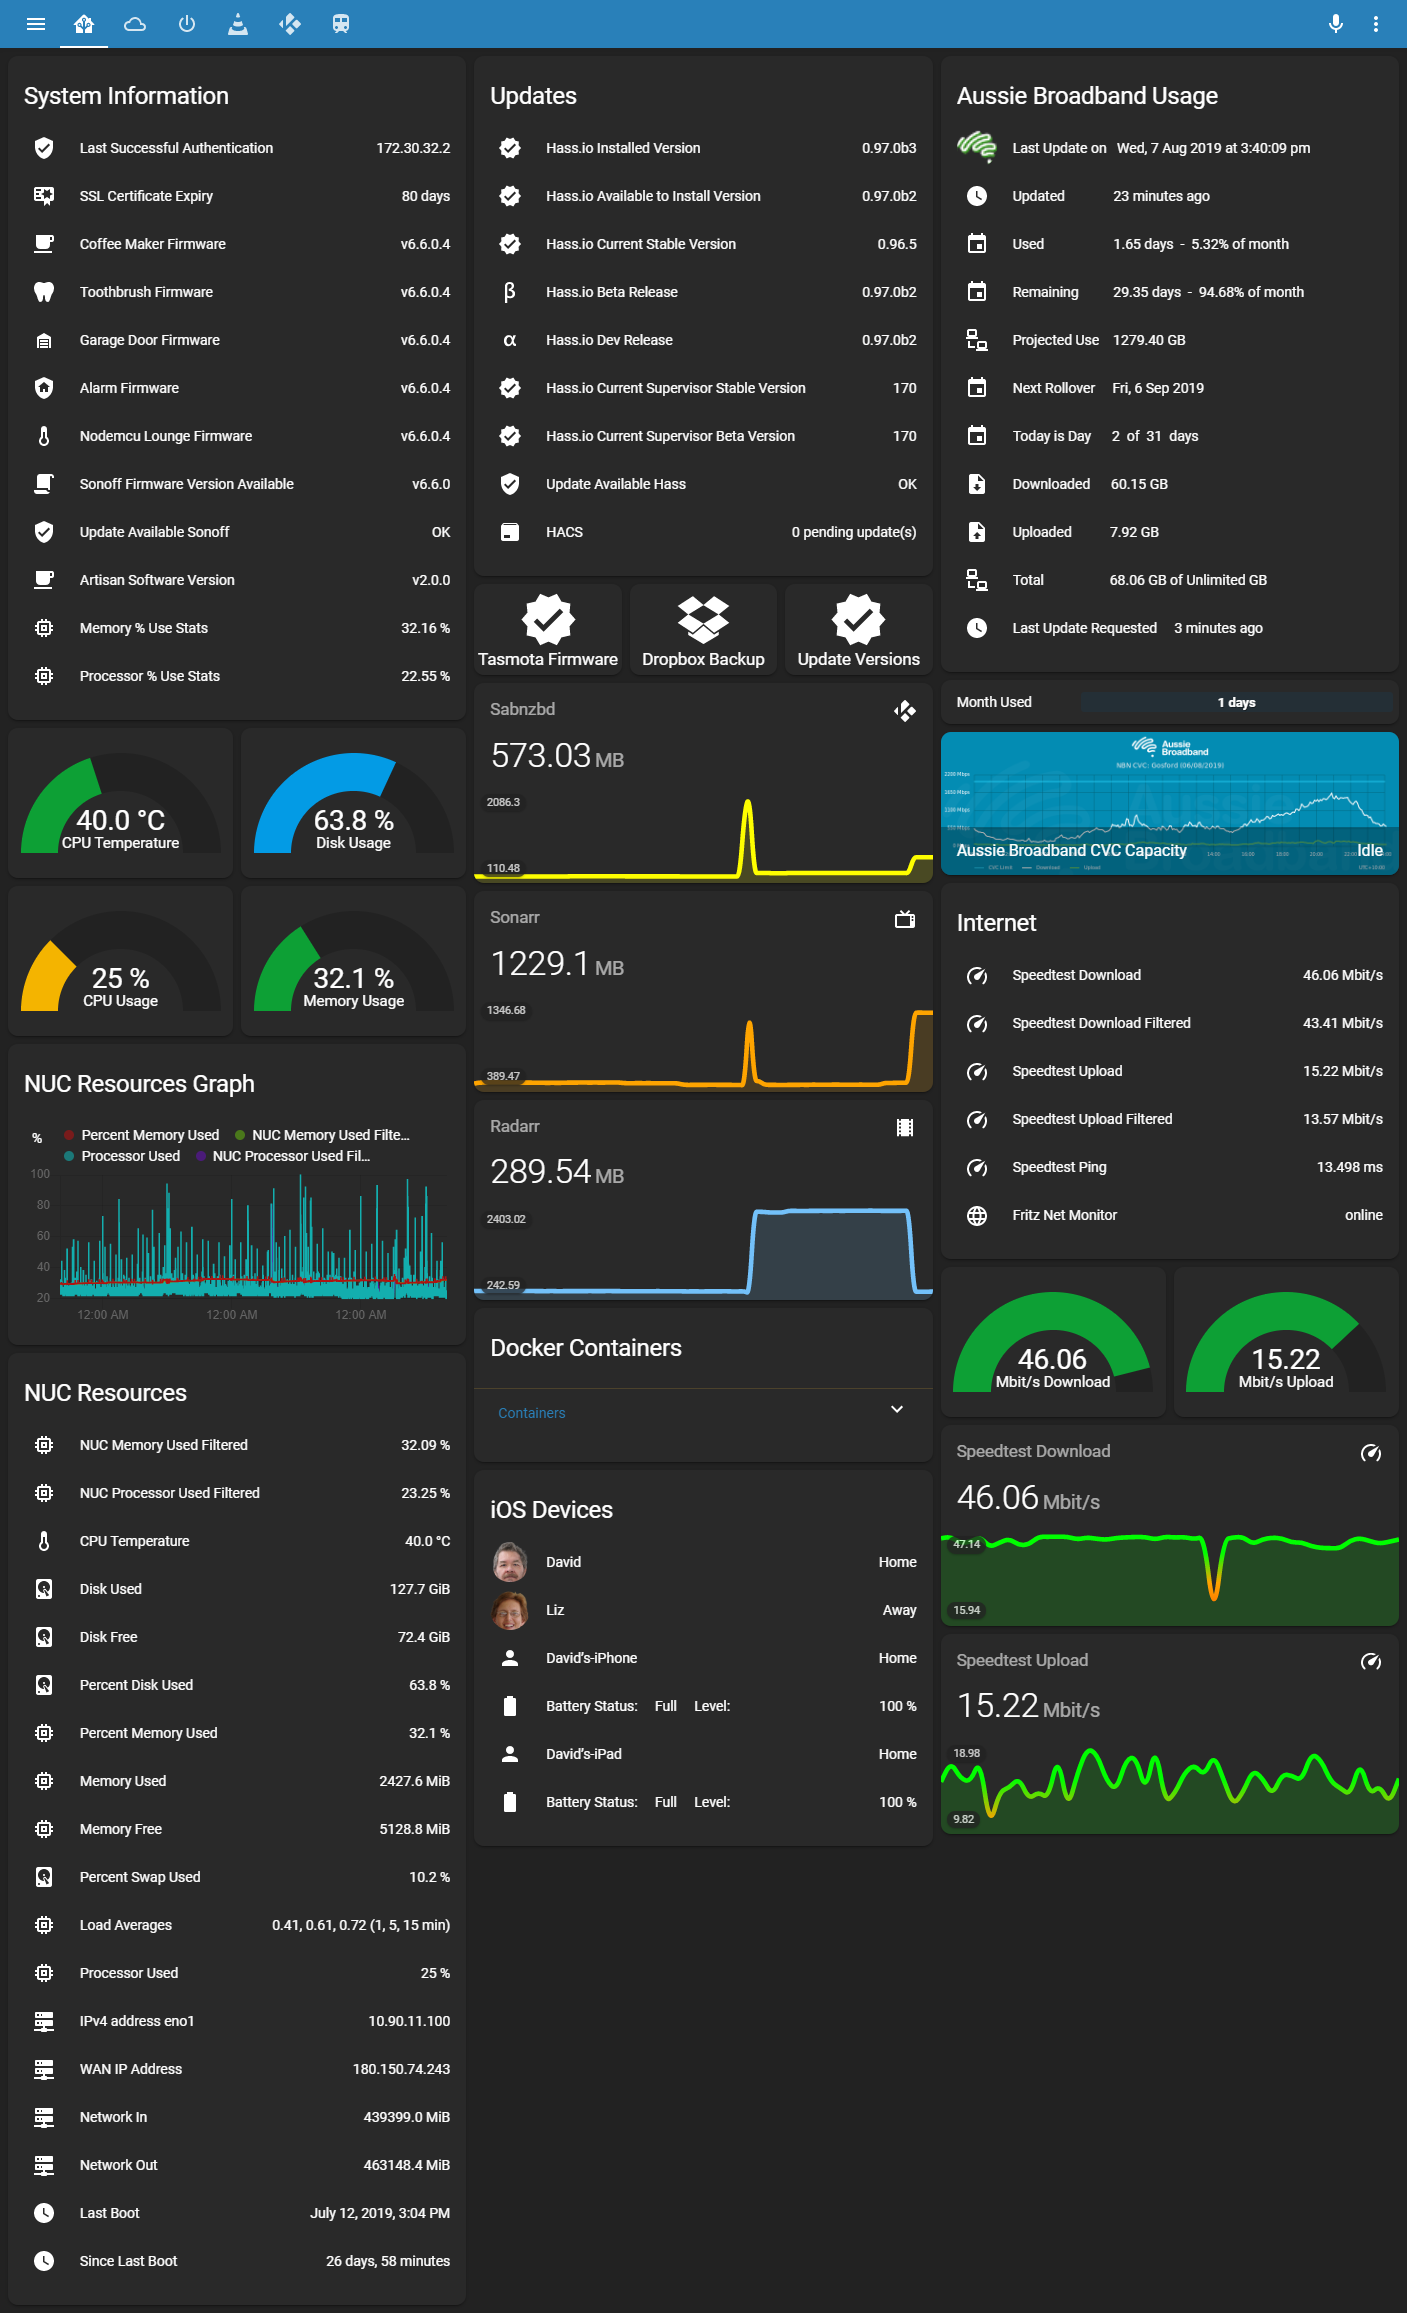 System Information
Last Successful Authentication 172.30.32.2
SSL Certificate Expiry 80 days
Coffee Maker Firmware v6.6.0.4
Toothbrush Firmware v6.6.0.4
Garage Door Firmware v6.6.0.4
Alarm Firmware v6.6.0.4
Nodemcu Lounge Firmware v6.6.0.4
Sonoff Firmware Version Available v6.6.0
Update Available Sonoff OK
Artisan Software Version v2.0.0
Memory % Use Stats 32.16 %
Processor % Use Stats 22.55 %
40.0 °C
CPU Temperature
63.8 %
Disk Usage
25 %
CPU Usage
32.1 %
Memory Usage
NUC Resources Graph
% Percent Memory Used NUC Memory Used Filte...
Processor Used NUC Processor Used Fil...
100
80
60
40
20
12:00 AM 12:00 AM 12:00 AM
NUC Resources
NUC Memory Used Filtered 32.09 %
NUC Processor Used Filtered 23.25 %
CPU Temperature 40.0 °C
Disk Used 127.7 GiB
Disk Free 72.4 GiB
Percent Disk Used 63.8 %
Percent Memory Used 32.1 %
Memory Used 2427.6 MiB
Memory Free 5128.8 MiB
Percent Swap Used 10.2 %
Load Averages 0.41, 0.61, 0.72 (1, 5, 15 min)
Processor Used 25 %
IPv4 address eno1 10.90.11.100
WAN IP Address 180.150.74.243
Network In 439399.0 MiB
Network Out 463148.4 MiB
Last Boot July 12, 2019, 3:04 PM
Since Last Boot 26 days, 58 minutes
Updates
Hass.io Installed Version 0.97.0b3
Hass.io Available to Install Version 0.97.0b2
Hass.io Current Stable Version 0.96.5
β Hass.io Beta Release 0.97.0b2
α Hass.io Dev Release 0.97.0b2
Hass.io Current Supervisor Stable Version 170
Hass.io Current Supervisor Beta Version 170
Update Available Hass OK
HACS 0 pending update(s)
Tasmota Firmware
Dropbox Backup
Update Versions
Sabnzbd
573.03 MB
2086.3
110.48
Sonarr
1229.1 MB
1346.68
389.47
Radarr
289.54 MB
2403.02
242.59
Docker Containers
Containers
iOS Devices
David Home
Liz Away
David's-iPhone Home
Battery Status: Full Level: 100 %
David's-iPad Home
Battery Status: Full Level: 100 %
Aussie Broadband Usage
Last Update on Wed, 7 Aug 2019 at 3:40:09 pm
Updated 23 minutes ago
Used 1.65 days - 5.32% of month
Remaining 29.35 days - 94.68% of month
Projected Use 1279.40 GB
Next Rollover Fri, 6 Sep 2019
Today is Day 2 of 31 days
Downloaded 60.15 GB
Uploaded 7.92 GB
Total 68.06 GB of Unlimited GB
Last Update Requested 3 minutes ago
Month Used 1 days
Aussie
Broadband
NBN CVC: Gosford (06/08/2019)
Aussie Broadband CVC Capacity Idle
Internet
Speedtest Download 46.06 Mbit/s
Speedtest Download Filtered 43.41 Mbit/s
Speedtest Upload 15.22 Mbit/s
Speedtest Upload Filtered 13.57 Mbit/s
Speedtest Ping 13.498 ms
Fritz Net Monitor online
46.06
Mbit/s Download
15.22
Mbit/s Upload
Speedtest Download
46.06 Mbit/s
47.14
15.94
Speedtest Upload
15.22 Mbit/s
18.98
9.82